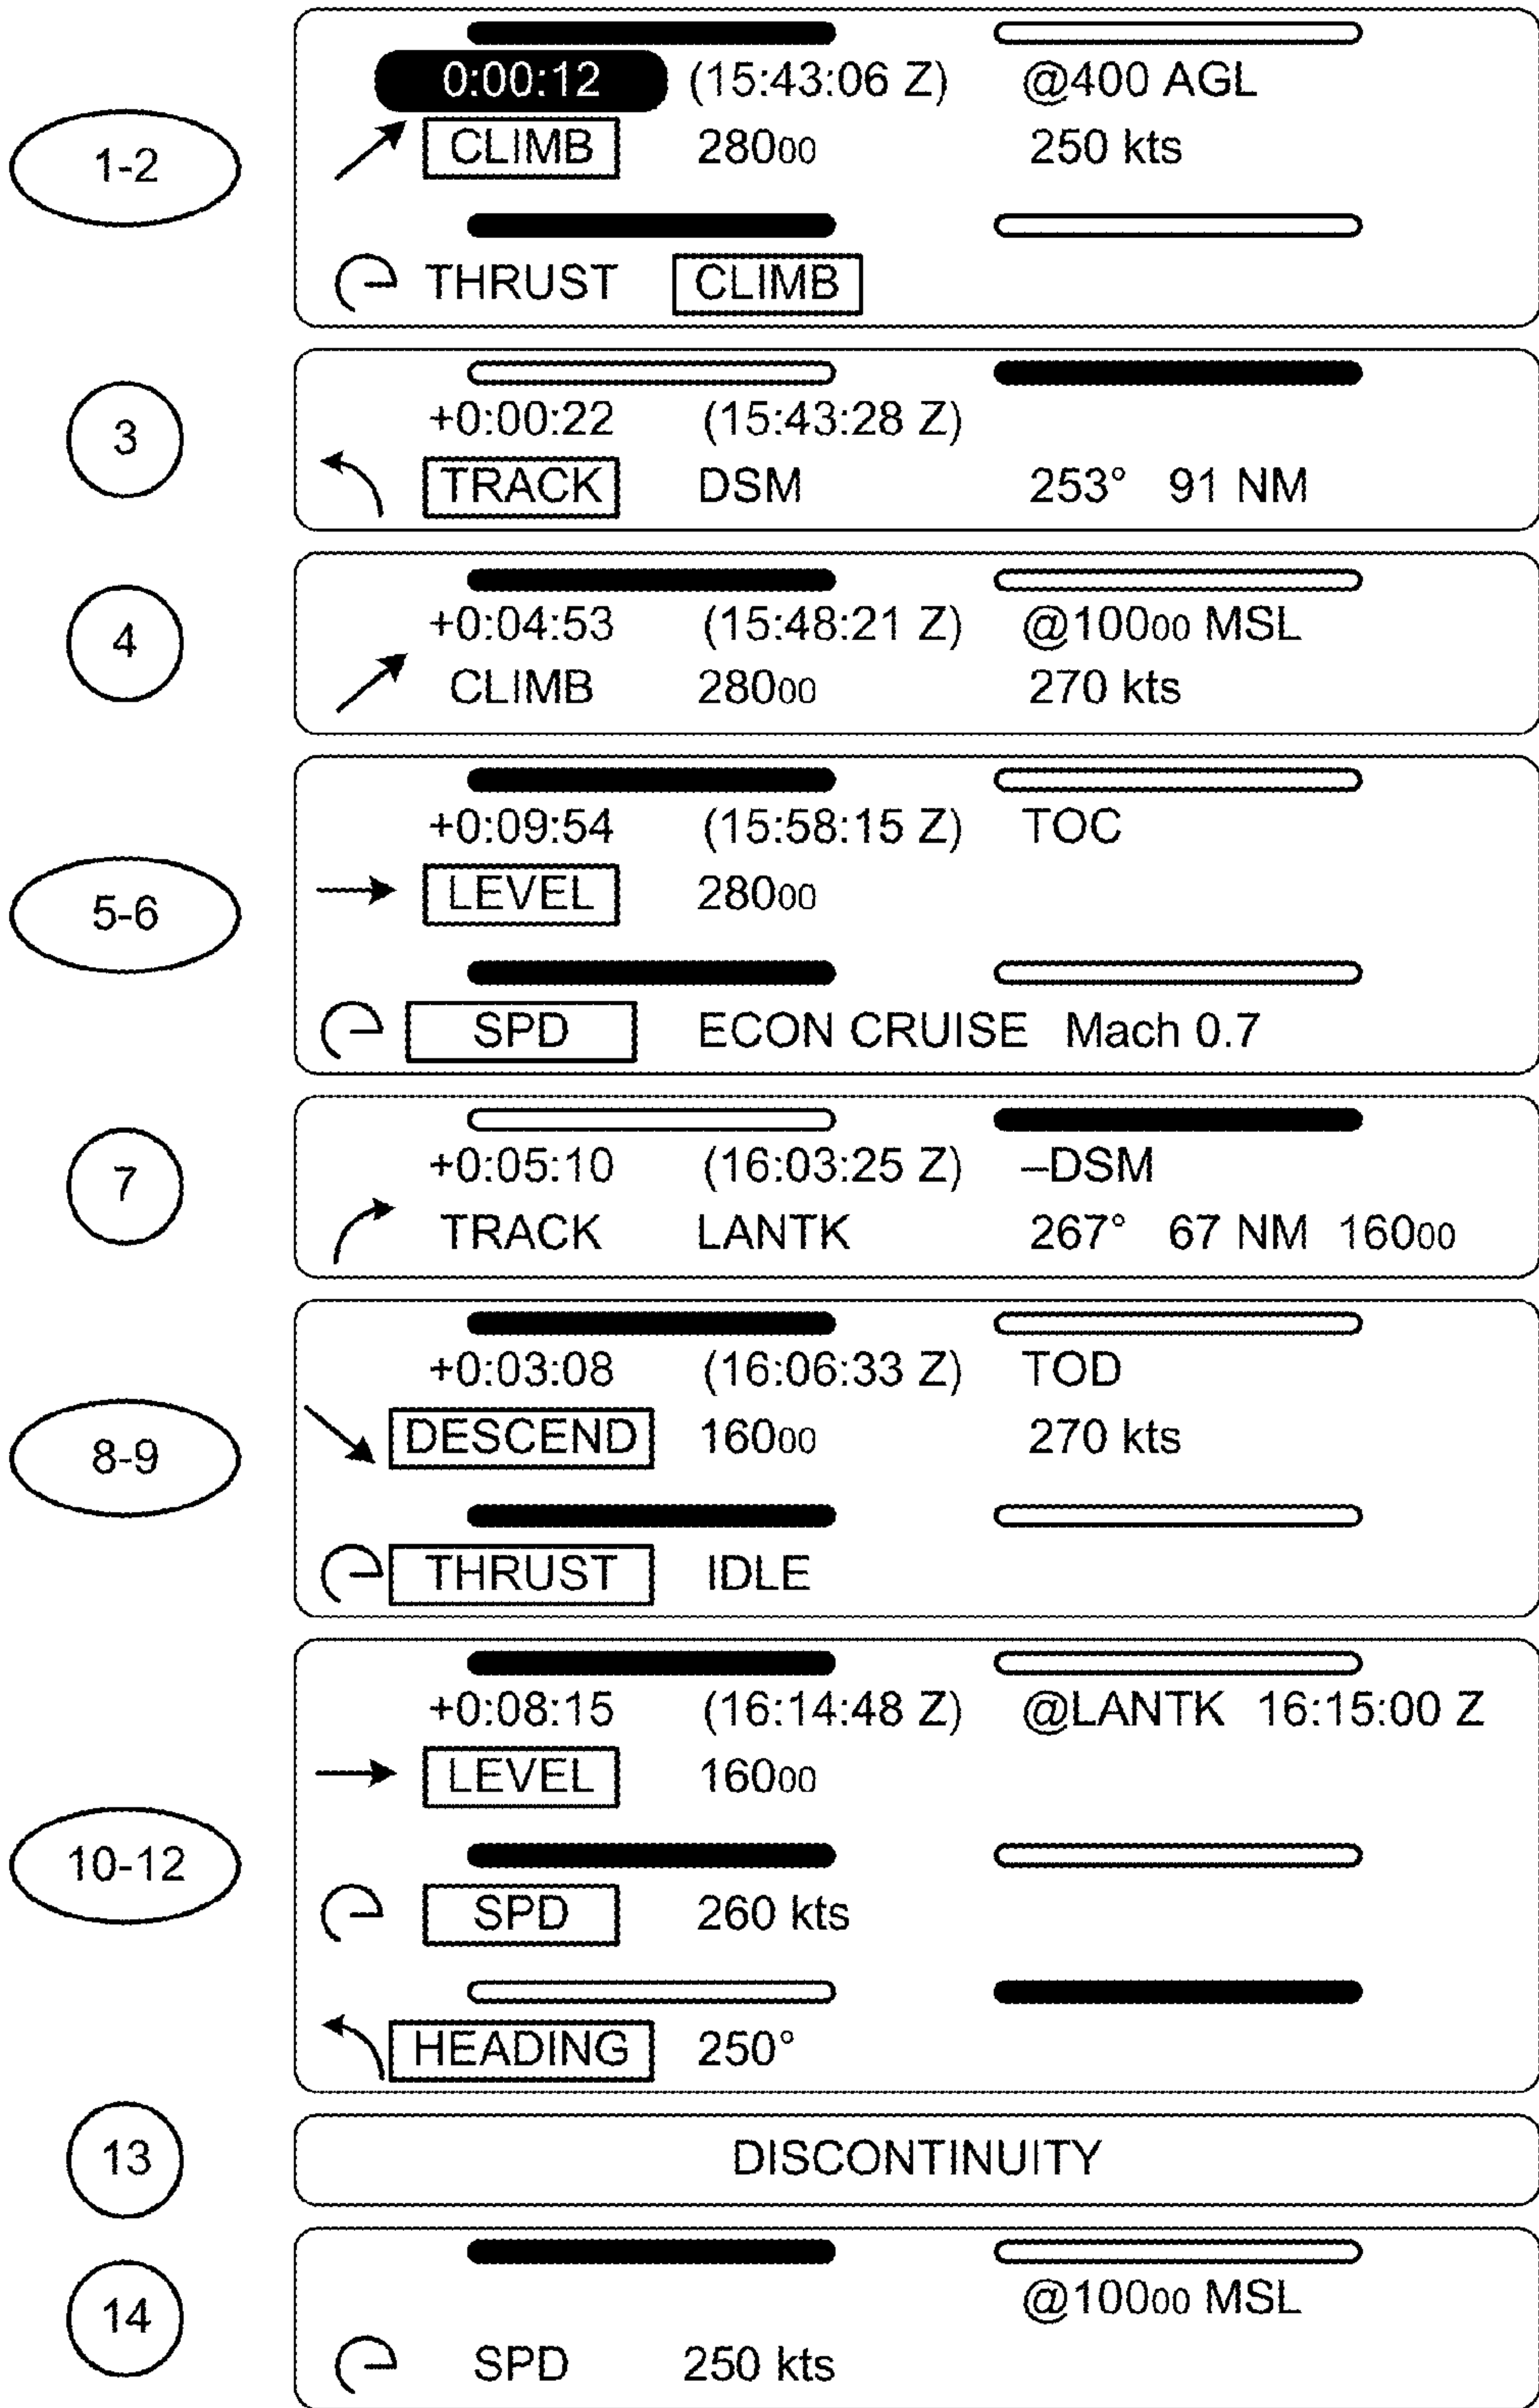 0:00:12 (15:43:06 Z) @400 AGL
1-2 CLIMB 28000 250 kts
THRUST CLIMB
+0:00:22 (15:43:28 Z)
3 TRACK DSM 253° 91 NM
+0:04:53 (15:48:21 Z) @10000 MSL
4 CLIMB 28000 270 kts
+0:09:54 (15:58:15 Z) TOC
5-6 LEVEL 28000
SPD ECON CRUISE Mach 0.7
+0:05:10 (16:03:25 Z) –DSM
7 TRACK LANTK 267° 67 NM 16000
+0:03:08 (16:06:33 Z) TOD
8-9 DESCEND 16000 270 kts
THRUST IDLE
+0:08:15 (16:14:48 Z) @LANTK 16:15:00 Z
LEVEL 16000
10-12 SPD 260 kts
HEADING 250°
13 DISCONTINUITY
@10000 MSL
14 SPD 250 kts